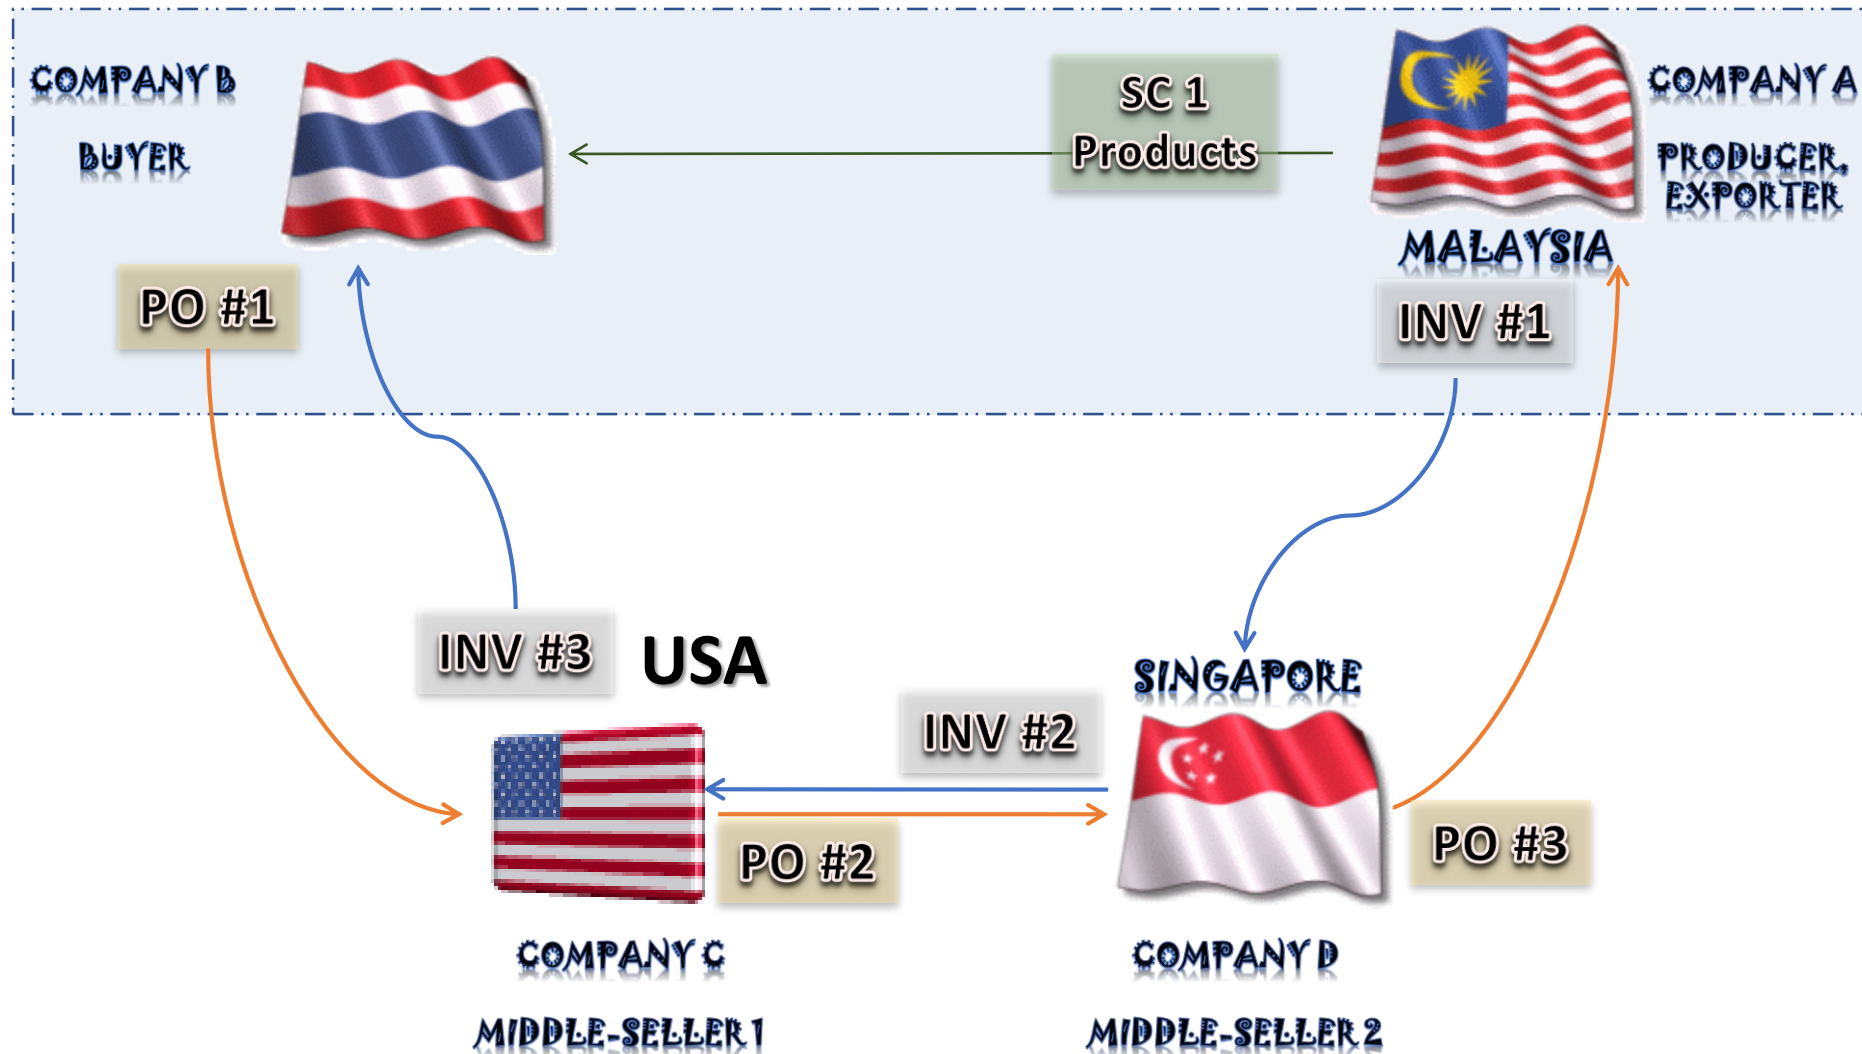 COMPANY B
BUYER
SC 1
Products
COMPANY A
PRODUCER,
EXPORTER
MALAYSIA
PO #1
INV #1
INV #3
USA
SINGAPORE
INV #2
PO #2
PO #3
COMPANY C
MIDDLE-SELLER 1
COMPANY D
MIDDLE-SELLER 2